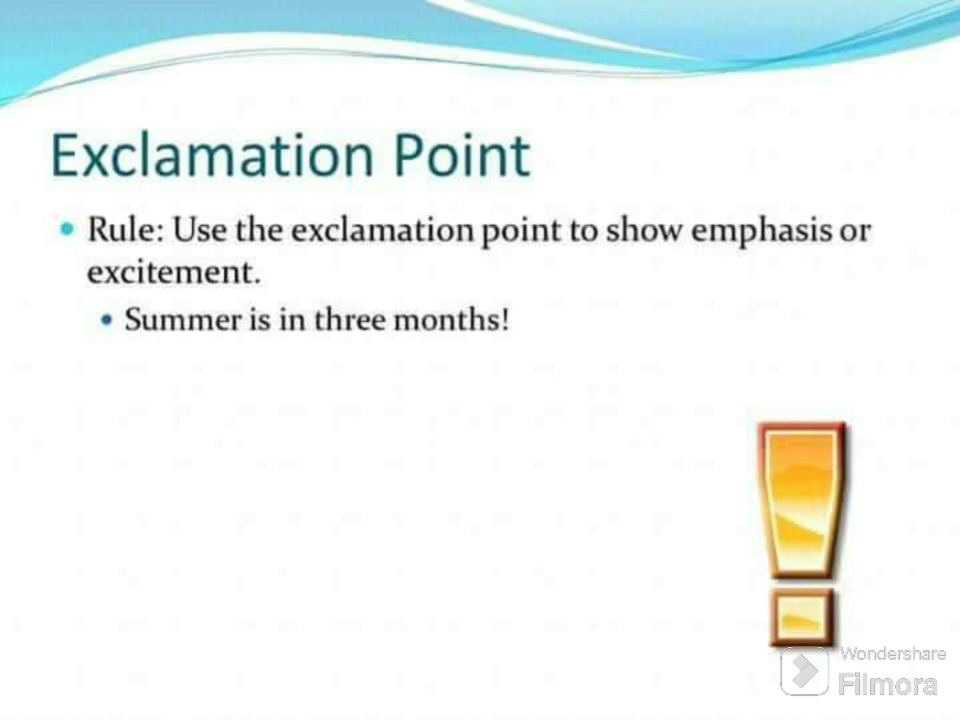 Exclamation Point
• Rule: Use the exclamation point to show emphasis or
excitement.
• Summer is in three months!
!
Wondershare
Filmora